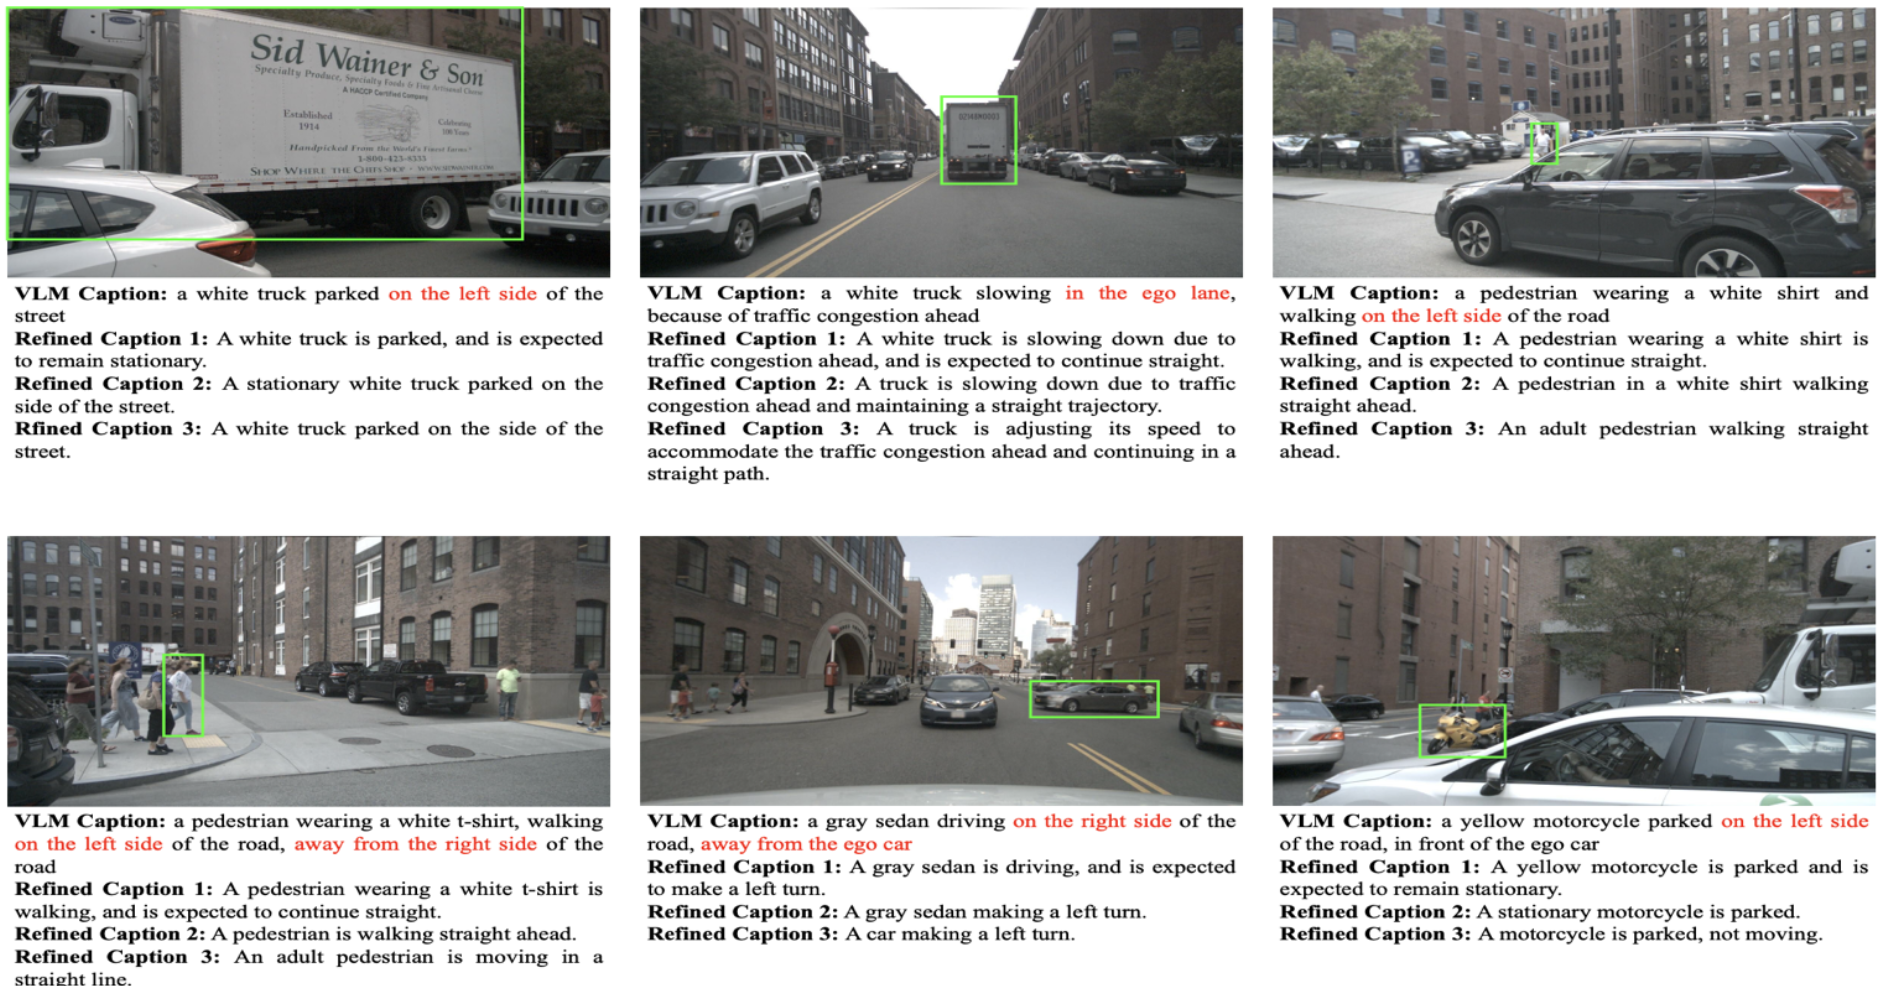 Sid Wainer & Son
Specialty Produce, Specialty Foods & Fine Artisanal Cheese
A HACCP Certified Company
Established
1914
Celebrating
100 Years
Handpicked From the World's Finest Farms!
1-800-423-8333
SHOP WHERE THE CHEFS SHOP • WWW.SIDWAINER.COM
VLM Caption: a white truck parked on the left side of the
street
Refined Caption 1: A white truck is parked, and is expected
to remain stationary.
Refined Caption 2: A stationary white truck parked on the
side of the street.
Rfined Caption 3: A white truck parked on the side of the
street.
VLM Caption: a white truck slowing in the ego lane,
because of traffic congestion ahead
Refined Caption 1: A white truck is slowing down due to
traffic congestion ahead, and is expected to continue straight.
Refined Caption 2: A truck is slowing down due to traffic
congestion ahead and maintaining a straight trajectory.
Refined Caption 3: A truck is adjusting its speed to
accommodate the traffic congestion ahead and continuing in a
straight path.
P
VLM Caption: a pedestrian wearing a white shirt and
walking on the left side of the road
Refined Caption 1: A pedestrian wearing a white shirt is
walking, and is expected to continue straight.
Refined Caption 2: A pedestrian in a white shirt walking
straight ahead.
Refined Caption 3: An adult pedestrian walking straight
ahead.
VLM Caption: a pedestrian wearing a white t-shirt, walking
on the left side of the road, away from the right side of the
road
Refined Caption 1: A pedestrian wearing a white t-shirt is
walking, and is expected to continue straight.
Refined Caption 2: A pedestrian is walking straight ahead.
Refined Caption 3: An adult pedestrian is moving in a
straight line.
VLM Caption: a gray sedan driving on the right side of the
road, away from the ego car
Refined Caption 1: A gray sedan is driving, and is expected
to make a left turn.
Refined Caption 2: A gray sedan making a left turn.
Refined Caption 3: A car making a left turn.
VLM Caption: a yellow motorcycle parked on the left side
of the road, in front of the ego car
Refined Caption 1: A yellow motorcycle is parked and is
expected to remain stationary.
Refined Caption 2: A stationary motorcycle is parked.
Refined Caption 3: A motorcycle is parked, not moving.